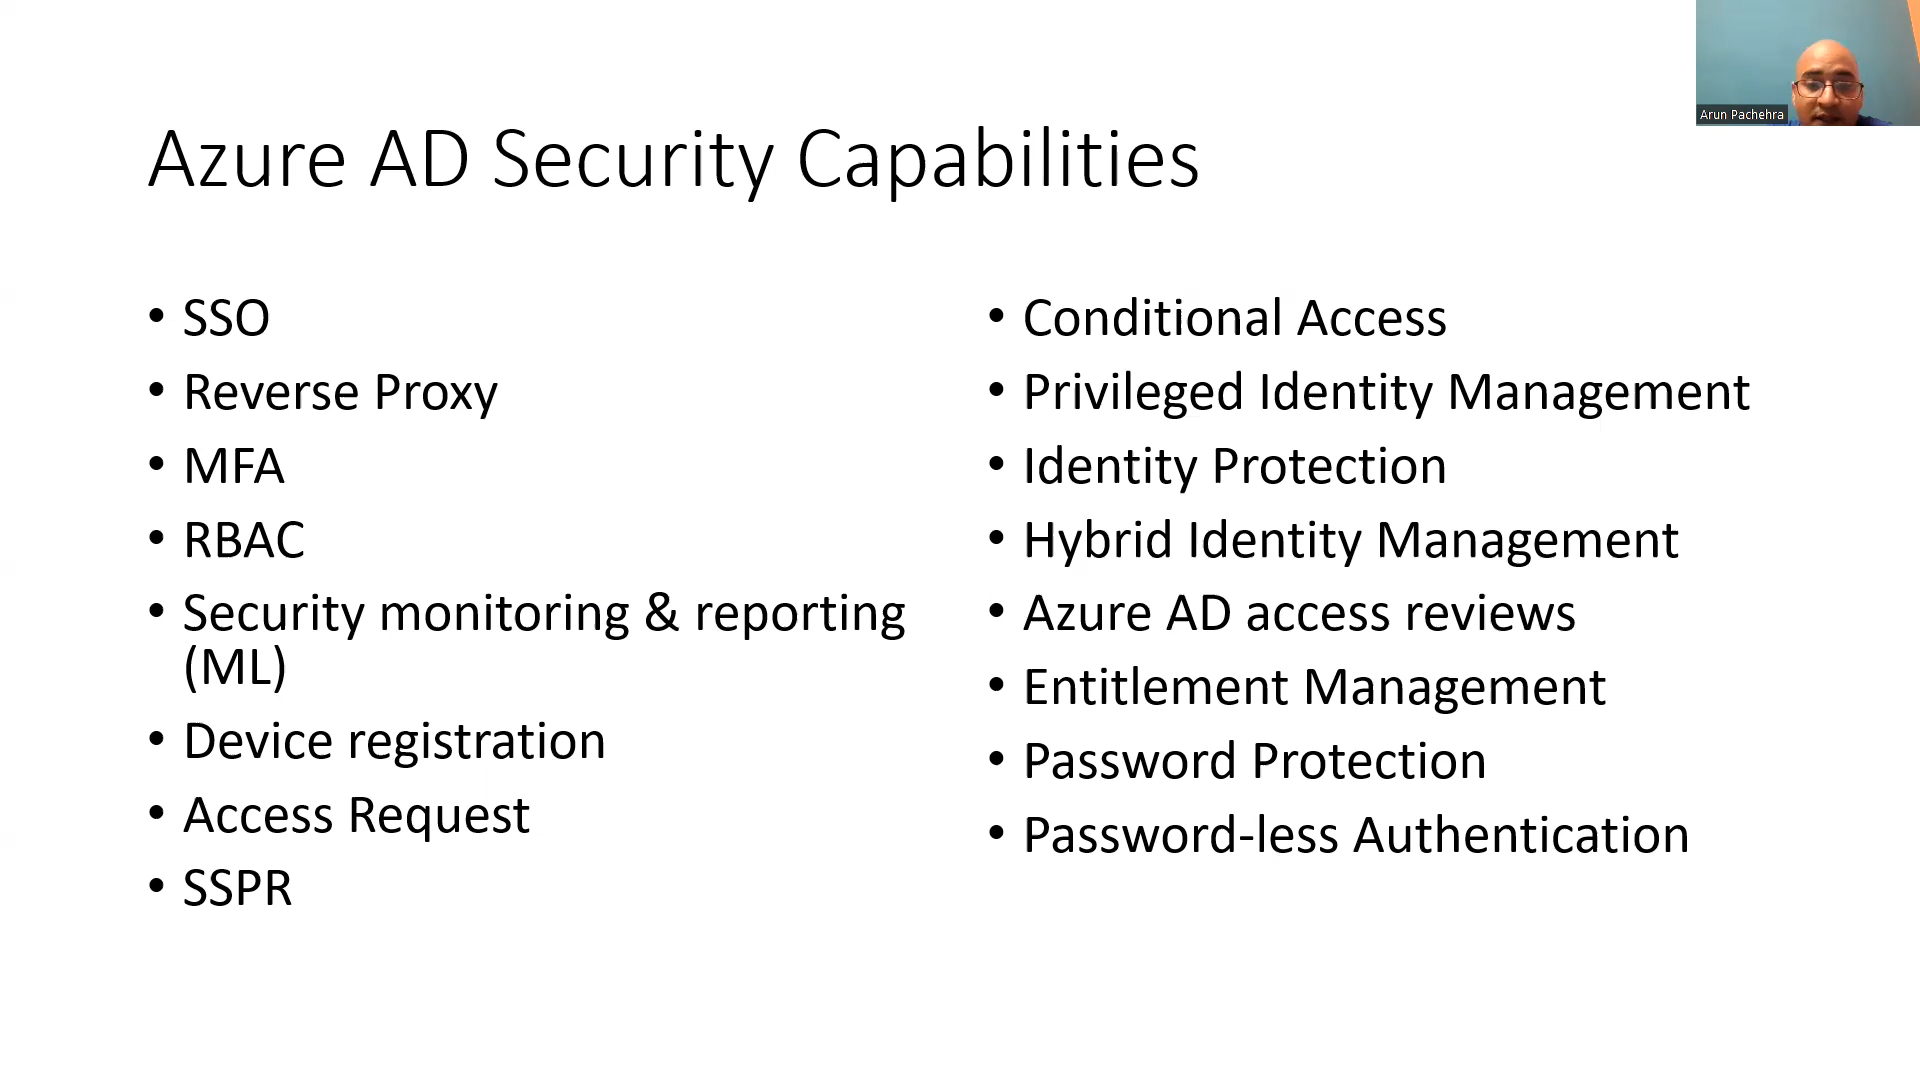 Arun Pachehra
Azure AD Security Capabilities
• SSO
• Reverse Proxy
• MFA
• RBAC
• Security monitoring & reporting
(ML)
• Device registration
• Access Request
• SSPR
• Conditional Access
• Privileged Identity Management
• Identity Protection
• Hybrid Identity Management
• Azure AD access reviews
• Entitlement Management
• Password Protection
• Password-less Authentication